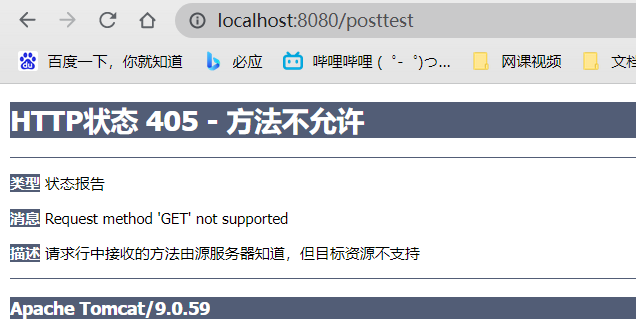 localhost:8080/posttest
百度一下，你就知道 必应 哔哩哔哩 ( ゜- ゜)つ... 网课视频 文档
HTTP状态 405 - 方法不允许
类型 状态报告
消息 Request method 'GET' not supported
描述 请求行中接收的方法由源服务器知道，但目标资源不支持
Apache Tomcat/9.0.59